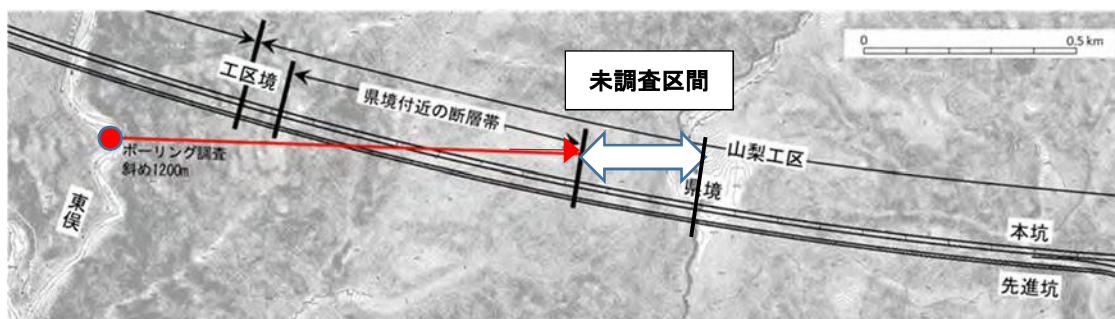 0 0.5 km
未調査区間
工区境
県境付近の断層帯
山梨工区
ボーリング調査
斜め1200m
県境
東俣
本坑
先進坑